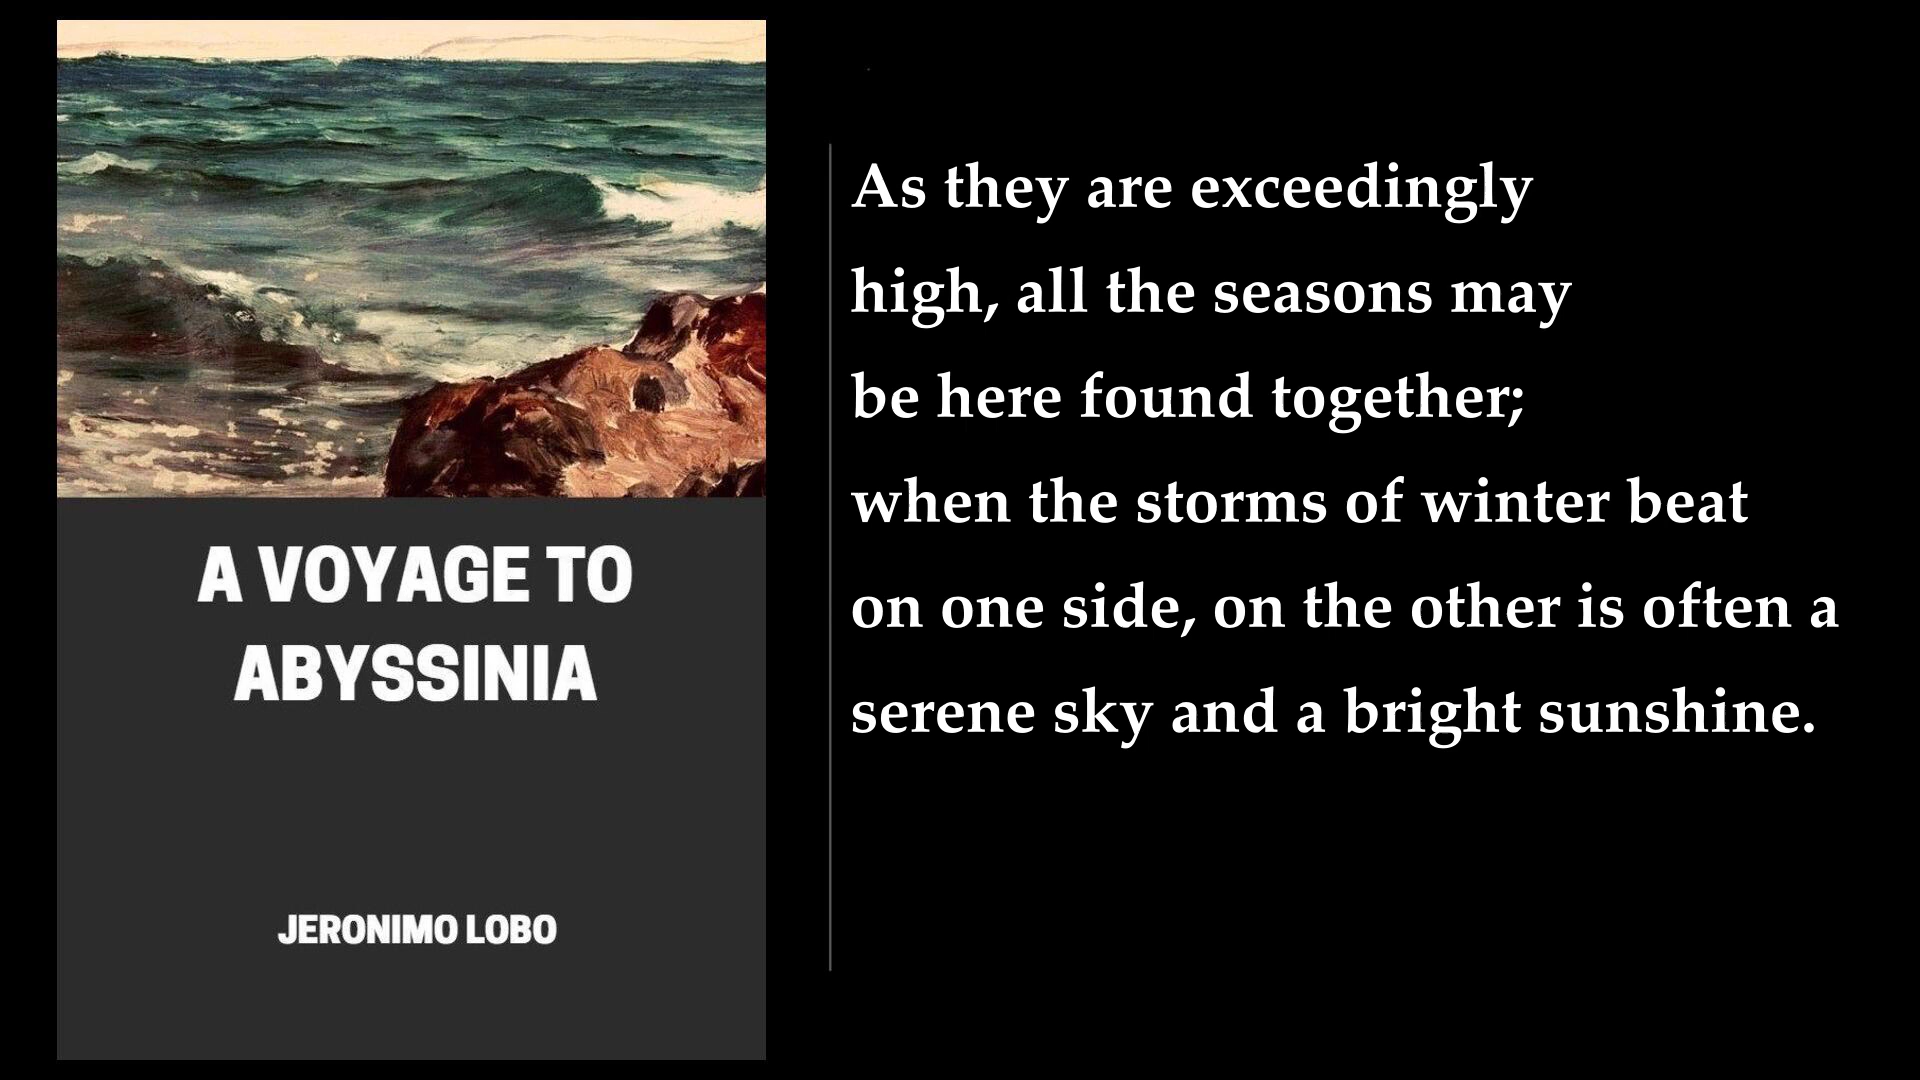 A VOYAGE TO
ABYSSINIA
JERONIMO LOBO
As they are exceedingly
high, all the seasons may
be here found together;
when the storms of winter beat
on one side, on the other is often a
serene sky and a bright sunshine.